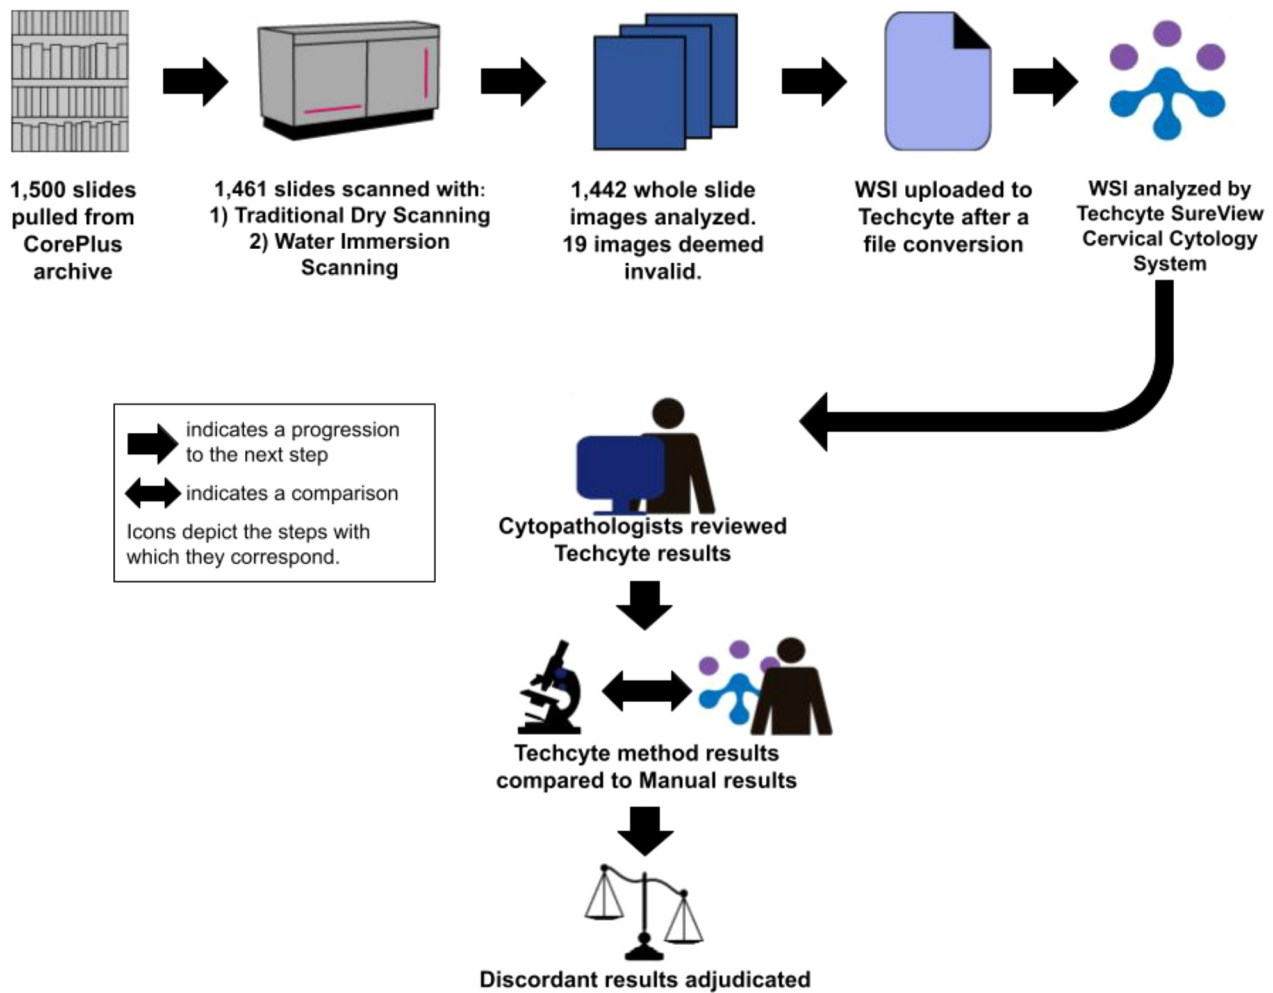 1,500 slides
pulled from
CorePlus
archive
1,461 slides scanned with:
1) Traditional Dry Scanning
2) Water Immersion
Scanning
1,442 whole slide
images analyzed.
19 images deemed
invalid.
WSI uploaded to
Techcyte after a
file conversion
WSI analyzed by
Techcyte SureView
Cervical Cytology
System
indicates a progression
to the next step
indicates a comparison
Icons depict the steps with
which they correspond.
Cytopathologists reviewed
Techcyte results
Techcyte method results
compared to Manual results
Discordant results adjudicated